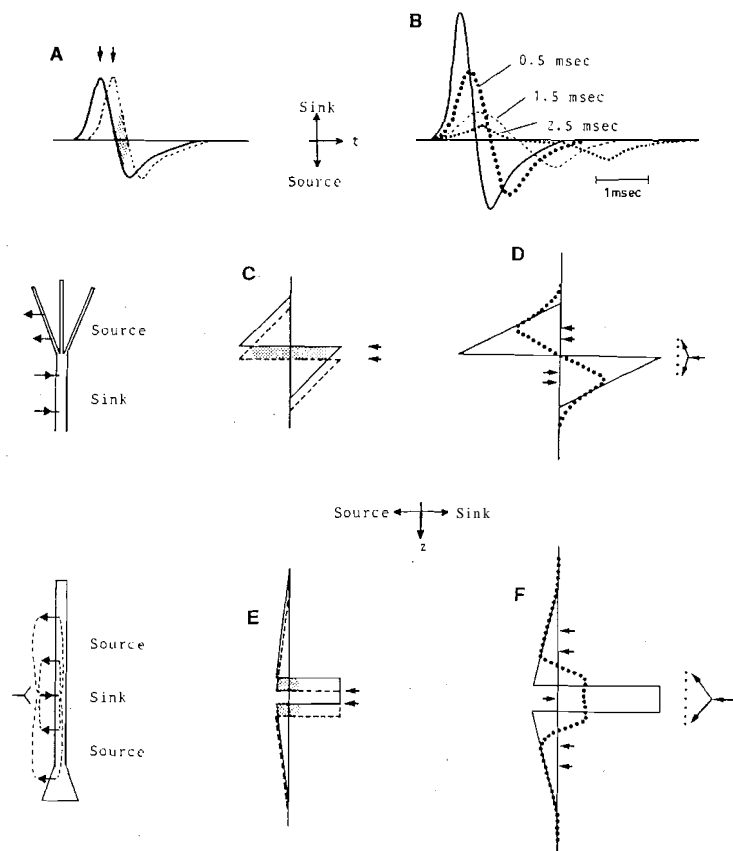 A
B
0.5 msec
1.5 msec
2.5 msec
Sink
t
Source
1msec
C
D
Source
Sink
Source Sink
z
E
F
Source
Sink
Source